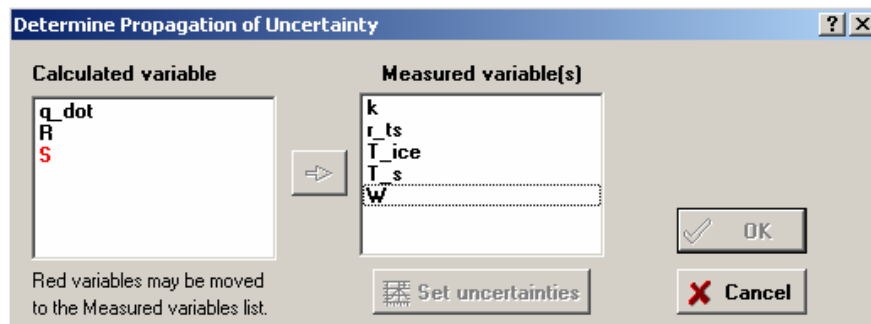 Determine Propagation of Uncertainty
Calculated variable
Measured variable(s)
q_dot
R
S
k
r_ts
T_ice
T_s
W
OK
Red variables may be moved
to the Measured variables list.
Set uncertainties
Cancel